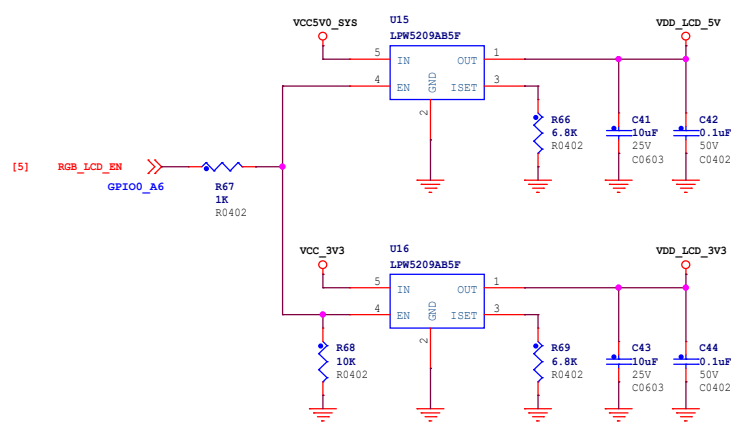 U15
VCC5V0_SYS
LPW5209AB5F
VDD_LCD_5V
5 IN OUT 1
4 EN GND ISET 3
2
R66
6.8K
R0402
C41
10uF
25V
C0603
C42
0.1uF
50V
C0402
[5] RGB_LCD_EN
GPIO0_A6
R67
1K
R0402
U16
VCC_3V3
LPW5209AB5F
VDD_LCD_3V3
5 IN OUT 1
4 EN GND ISET 3
2
R68
10K
R0402
R69
6.8K
R0402
C43
10uF
25V
C0603
C44
0.1uF
50V
C0402